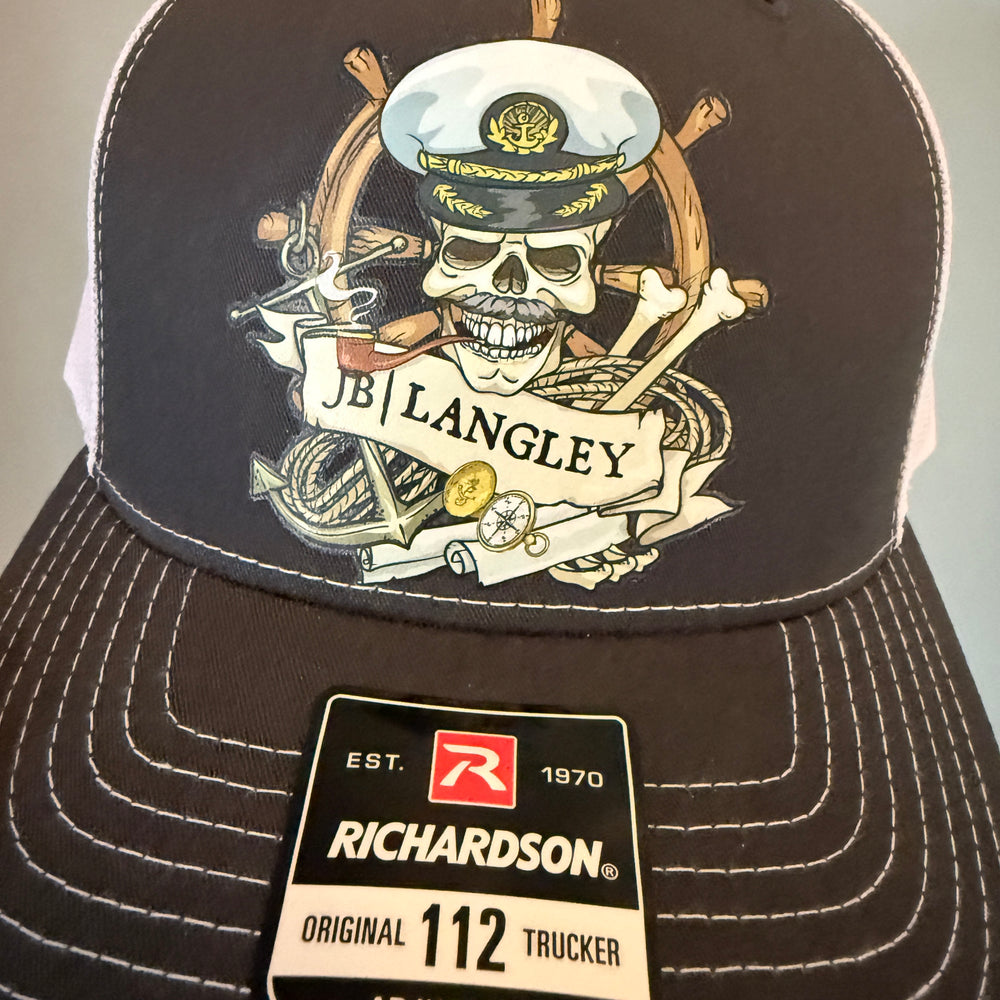 JB | LANGLEY
EST. R 1970
RICHARDSON®
ORIGINAL 112 TRUCKER